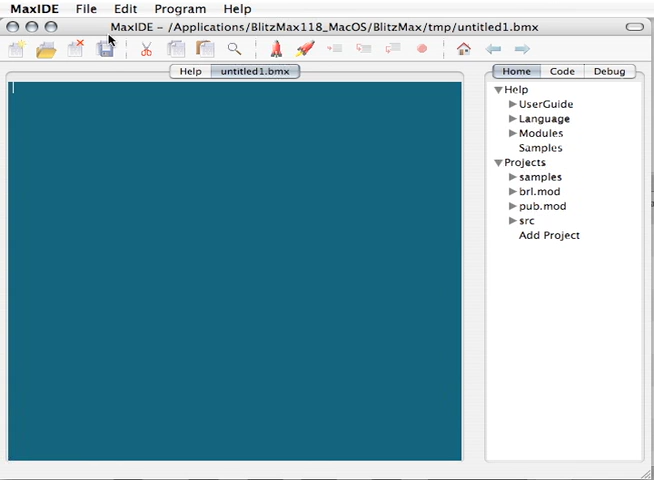 MaxIDE File Edit Program Help
MaxIDE – /Applications/BlitzMax118_MacOS/BlitzMax/tmp/untitled1.bmx
Help untitled1.bmx
Home Code Debug
Help
UserGuide
Language
Modules
Samples
Projects
samples
brl.mod
pub.mod
src
Add Project